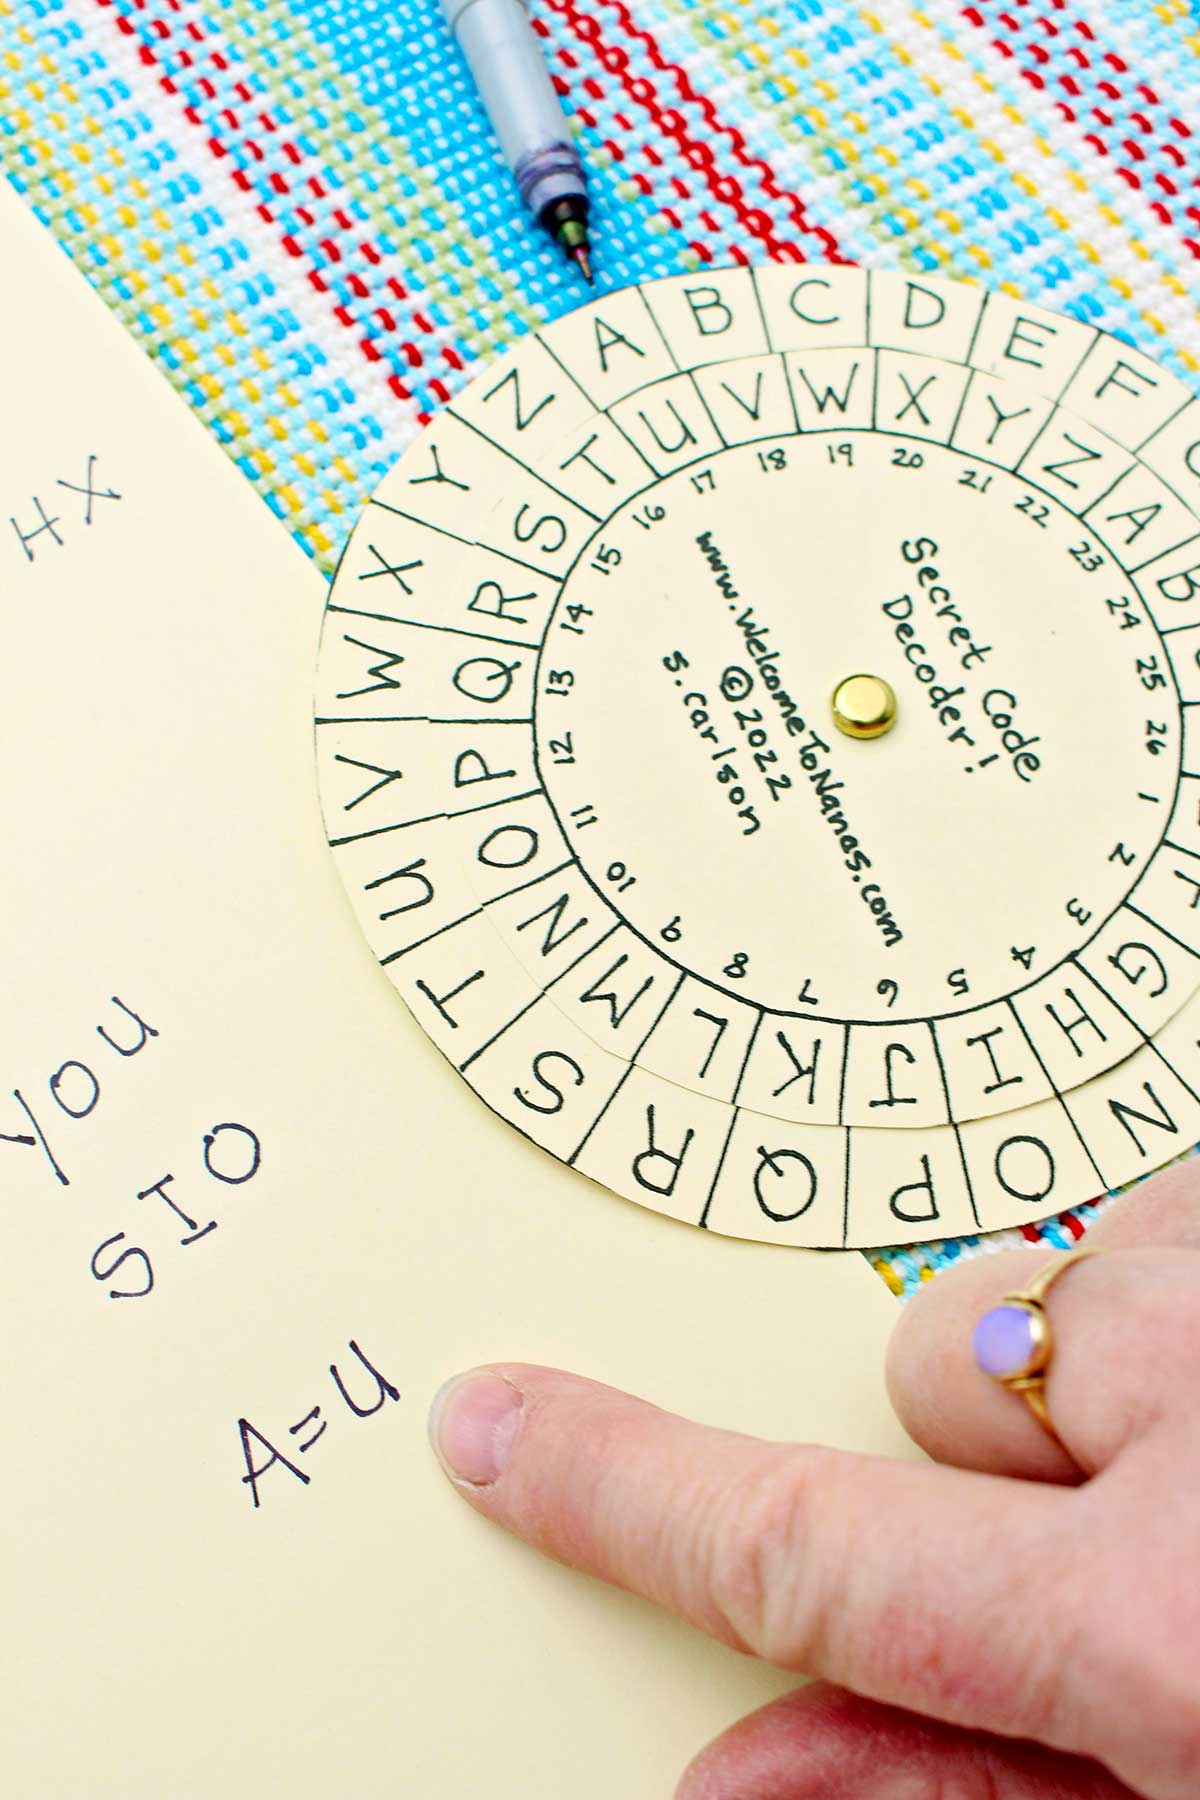 A B C D E F
N O P Q R S T U V W X Y Z
U V W X Y Z A B
G H I J K L M N O P Q R S T
17 18 19 20 21 22 23 24 25 26 1 2 3 4 5 6 7 8 9 10 11 12 13 14 15 16
Secret Code
Decoder!
www.WelcomeToNanas.com
© 2022
S. Carlson
HX
YOU
SIO
A=U